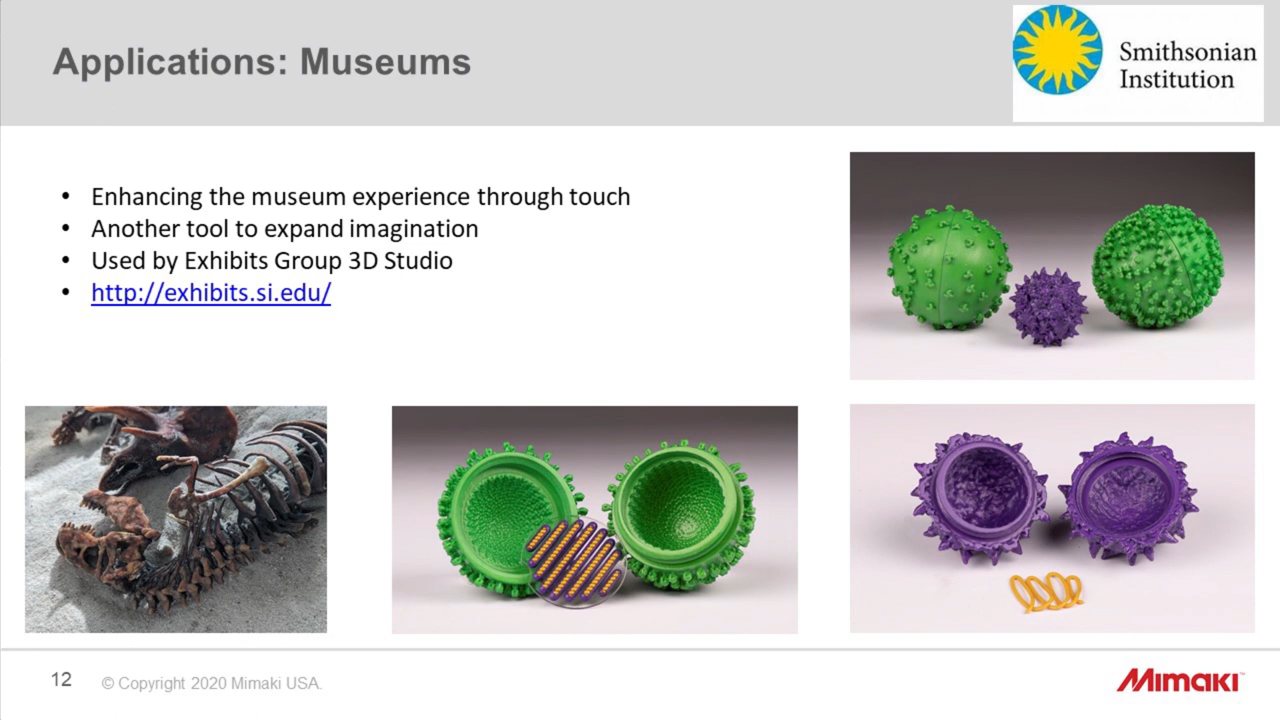 Applications: Museums
Smithsonian
Institution
• Enhancing the museum experience through touch
• Another tool to expand imagination
• Used by Exhibits Group 3D Studio
• http://exhibits.si.edu/
12
© Copyright 2020 Mimaki USA.
Mimaki